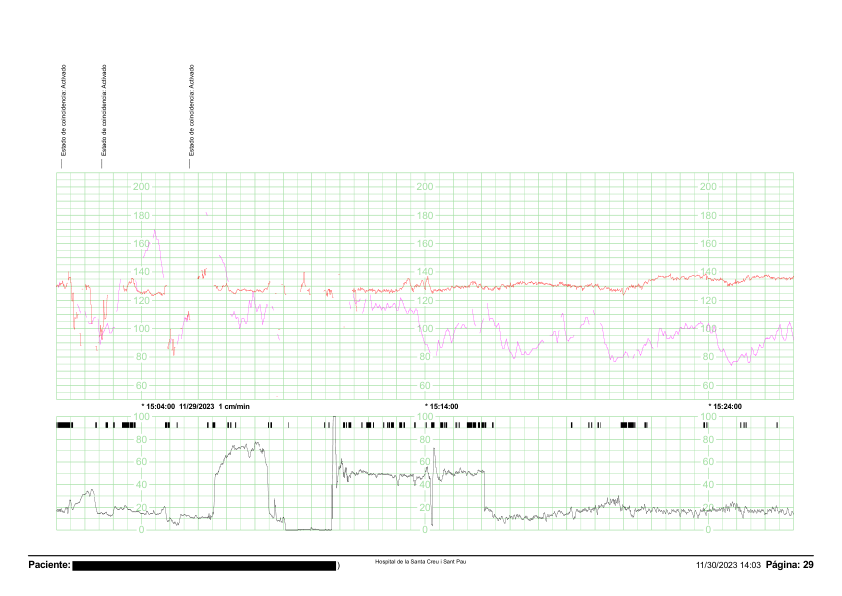 Estado de coincidencia: Activado
Estado de coincidencia: Activado
Estado de coincidencia: Activado
200 200 200
180 180 180
160 160 160
140 140 140
120 120 120
100 100 100
80 80 80
60 60 60
* 15:04:00 11/29/2023 1 cm/min * 15:14:00 * 15:24:00
100 100 100
80 80 80
60 60 60
40 40 40
20 20 20
0 0 0
Paciente: ) Hospital de la Santa Creu i Sant Pau 11/30/2023 14:03 Página: 29